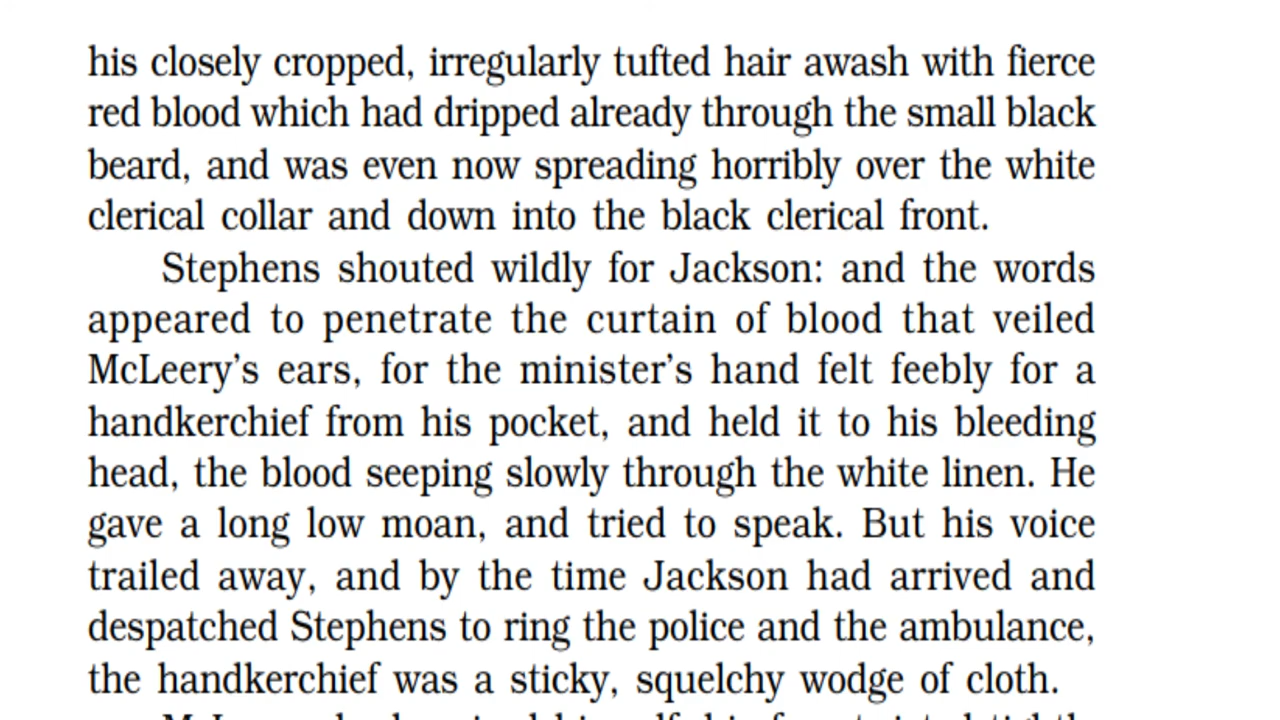 his closely cropped, irregularly tufted hair awash with fierce
red blood which had dripped already through the small black
beard, and was even now spreading horribly over the white
clerical collar and down into the black clerical front.
Stephens shouted wildly for Jackson: and the words
appeared to penetrate the curtain of blood that veiled
McLeery’s ears, for the minister’s hand felt feebly for a
handkerchief from his pocket, and held it to his bleeding
head, the blood seeping slowly through the white linen. He
gave a long low moan, and tried to speak. But his voice
trailed away, and by the time Jackson had arrived and
despatched Stephens to ring the police and the ambulance,
the handkerchief was a sticky, squelchy wodge of cloth.